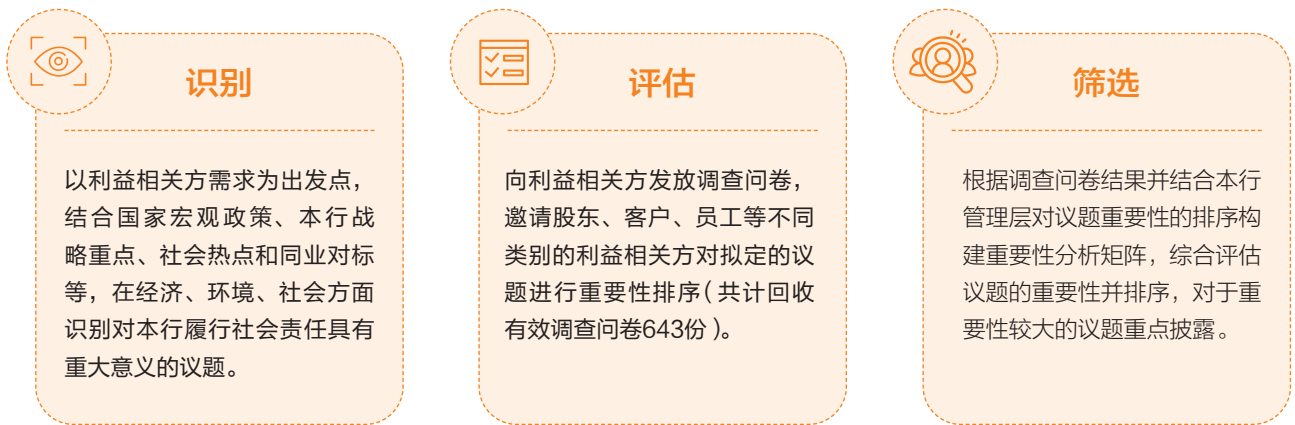 识别
以利益相关方需求为出发点，
结合国家宏观政策、本行战
略重点、社会热点和同业对标
等，在经济、环境、社会方面
识别对本行履行社会责任具有
重大意义的议题。
评估
向利益相关方发放调查问卷，
邀请股东、客户、员工等不同
类别的利益相关方对拟定的议
题进行重要性排序（共计回收
有效调查问卷643份）。
筛选
根据调查问卷结果并结合本行
管理层对议题重要性的排序构
建重要性分析矩阵，综合评估
议题的重要性并排序，对于重
要性较大的议题重点披露。